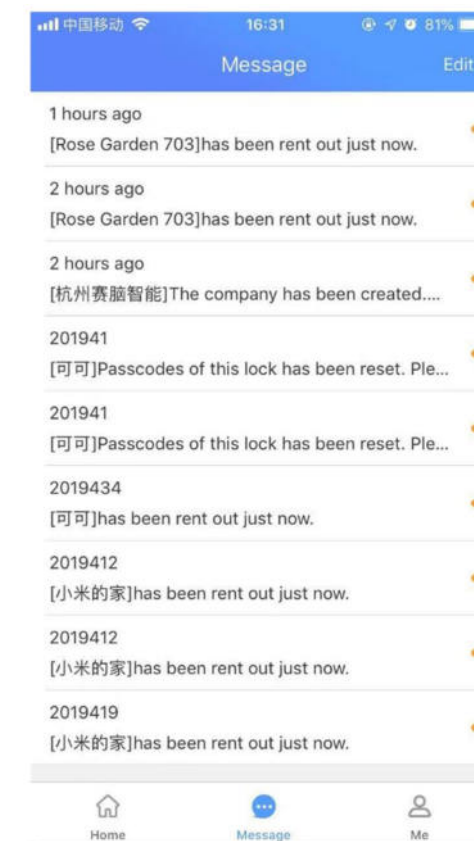 中国移动 16:31 81%
Message Edit
1 hours ago
[Rose Garden 703]has been rent out just now.
2 hours ago
[Rose Garden 703]has been rent out just now.
2 hours ago
[杭州赛脑智能]The company has been created....
201941
[可可]Passcodes of this lock has been reset. Ple...
201941
[可可]Passcodes of this lock has been reset. Ple...
2019434
[可可]has been rent out just now.
2019412
[小米的家]has been rent out just now.
2019412
[小米的家]has been rent out just now.
2019419
[小米的家]has been rent out just now.
Home Message Me